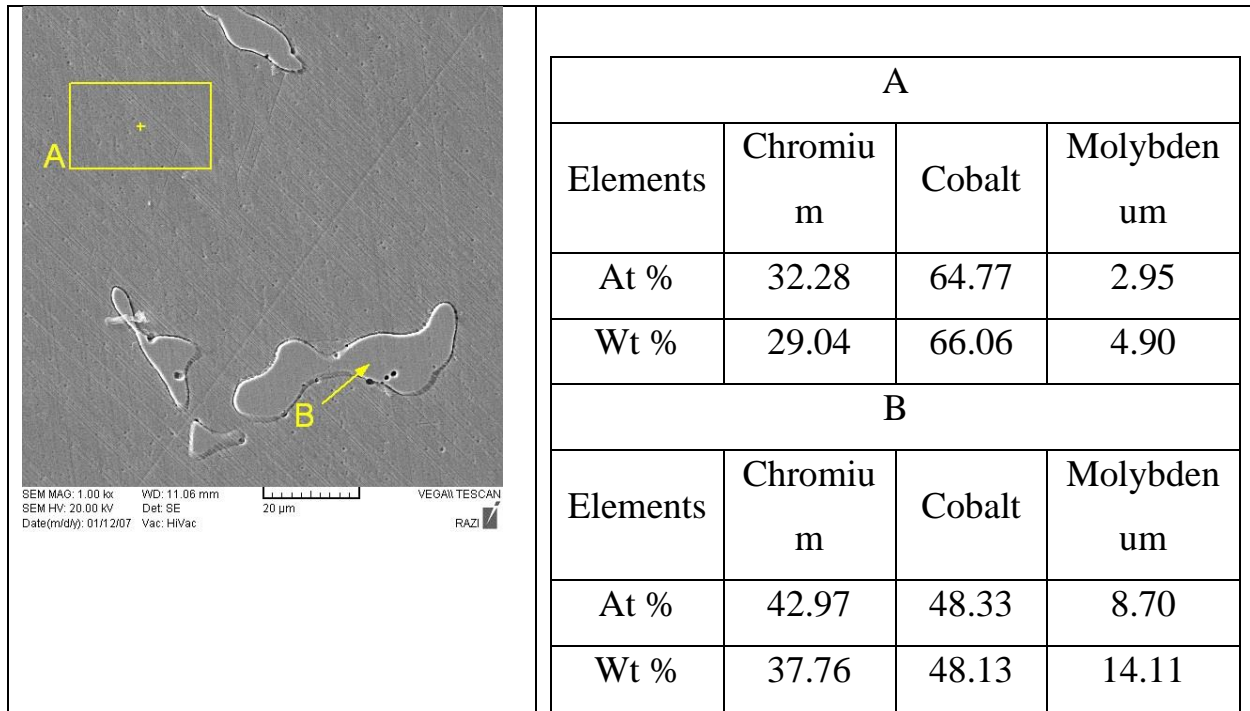 A
B
SEM MAG: 1.00 kx WD: 11.06 mm
SEM HV: 20.00 kV Det: SE 20 µm VEGA\\ TESCAN
Date(m/d/y): 01/12/07 Vac: HiVac RAZI
A
Elements Chromiu
m Cobalt Molybden
um
At % 32.28 64.77 2.95
Wt % 29.04 66.06 4.90
B
Elements Chromiu
m Cobalt Molybden
um
At % 42.97 48.33 8.70
Wt % 37.76 48.13 14.11